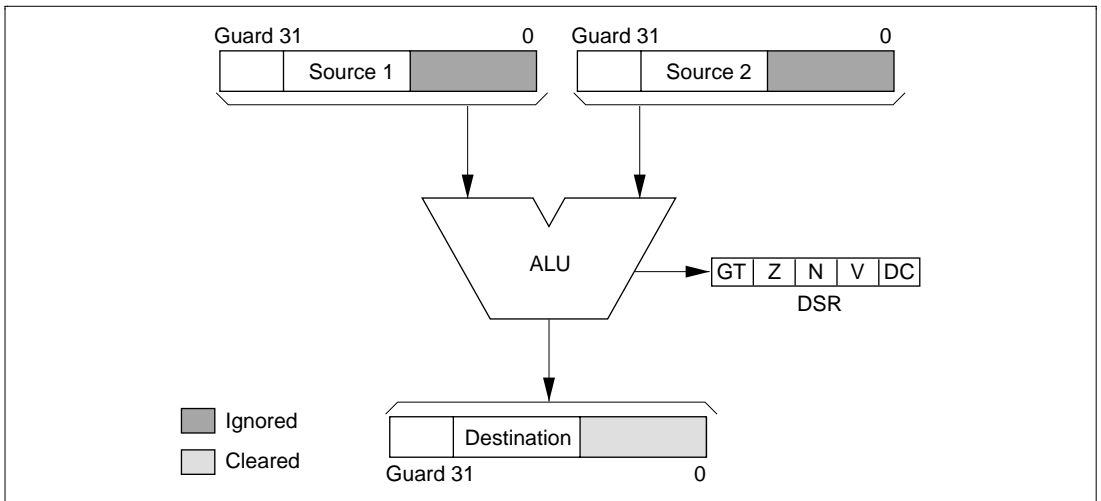 Guard 31 0 Guard 31 0
Source 1 Source 2
ALU
GT Z N V DC
DSR
Ignored
Cleared
Destination
Guard 31 0